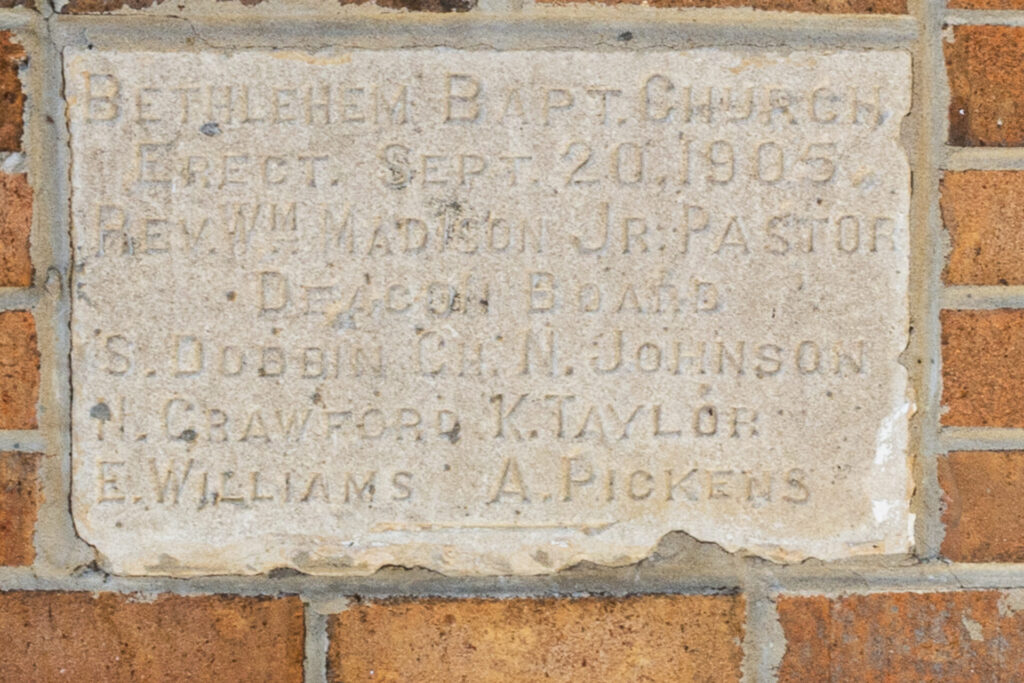 BETHLEHEM BAPT. CHURCH,
ERECT. SEPT. 20, 1905.
REV. WM MADISON JR. PASTOR
DEACON BOARD
S. DOBBIN CH. N. JOHNSON
N. CRAWFORD K. TAYLOR
E. WILLIAMS A. PICKENS